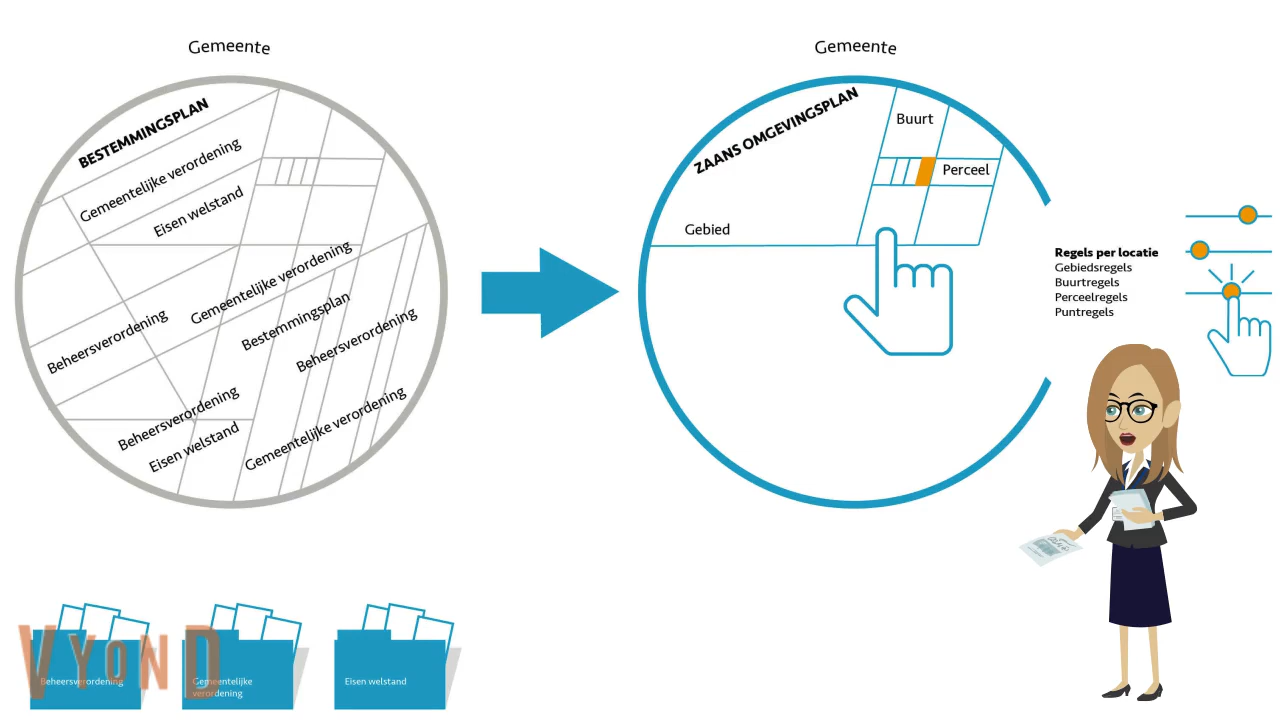 Gemeente
BESTEMMINGSPLAN
Gemeentelijke verordening
Eisen welstand
Gemeentelijke verordening
Bestemmingsplan
Beheersverordening
Beheersverordening
Beheersverordening
Eisen welstand
Gemeentelijke verordening
Gemeente
ZAANS OMGEVINGSPLAN
Buurt
Perceel
Gebied
Regels per locatie
Gebiedsregels
Buurtregels
Perceelregels
Puntregels
Beheersverordening
Gemeentelijke
verordening
Eisen welstand
VYOND